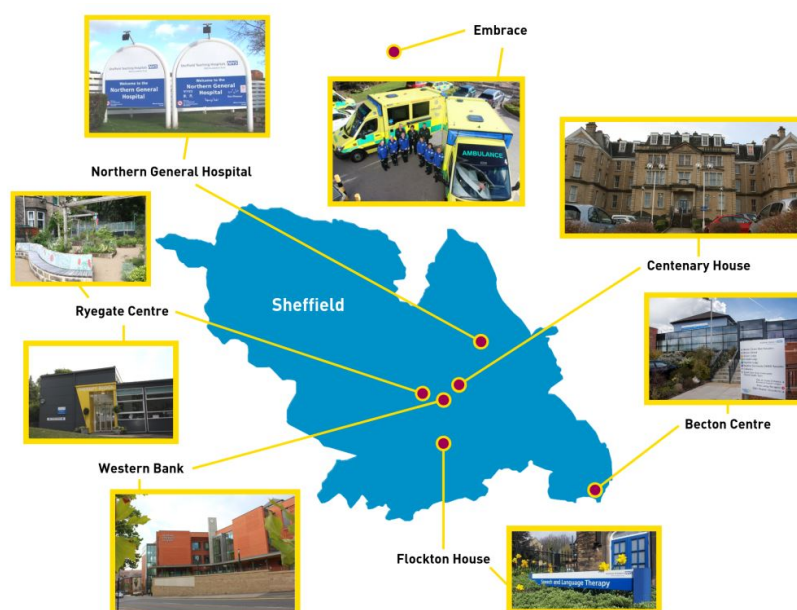 Embrace
Welcome to the
Northern General
Hospital
Welcome to the
Northern General
Hospital
AMBULANCE
Northern General Hospital
Centenary House
Sheffield
Ryegate Centre
Becton Centre
Western Bank
Flockton House
Speech and Language Therapy